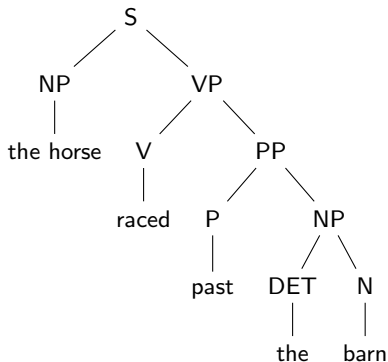 S
NP VP
the horse V PP
raced P NP
past DET N
the barn